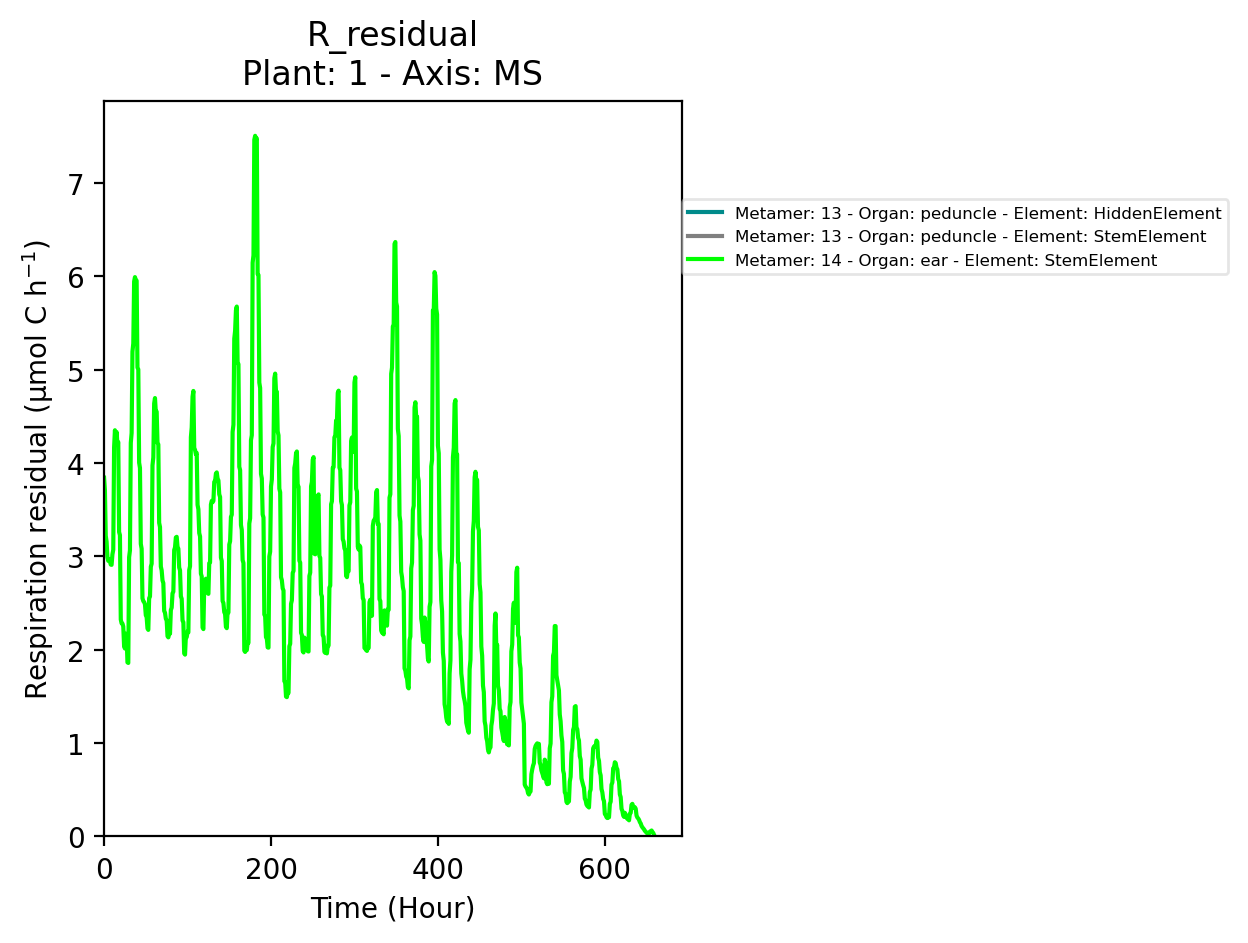 R_residual
Plant: 1 - Axis: MS
Respiration residual (µmol C h⁻¹)
7
6
5
4
3
2
1
0
0 200 400 600
Time (Hour)
Metamer: 13 - Organ: peduncle - Element: HiddenElement
Metamer: 13 - Organ: peduncle - Element: StemElement
Metamer: 14 - Organ: ear - Element: StemElement